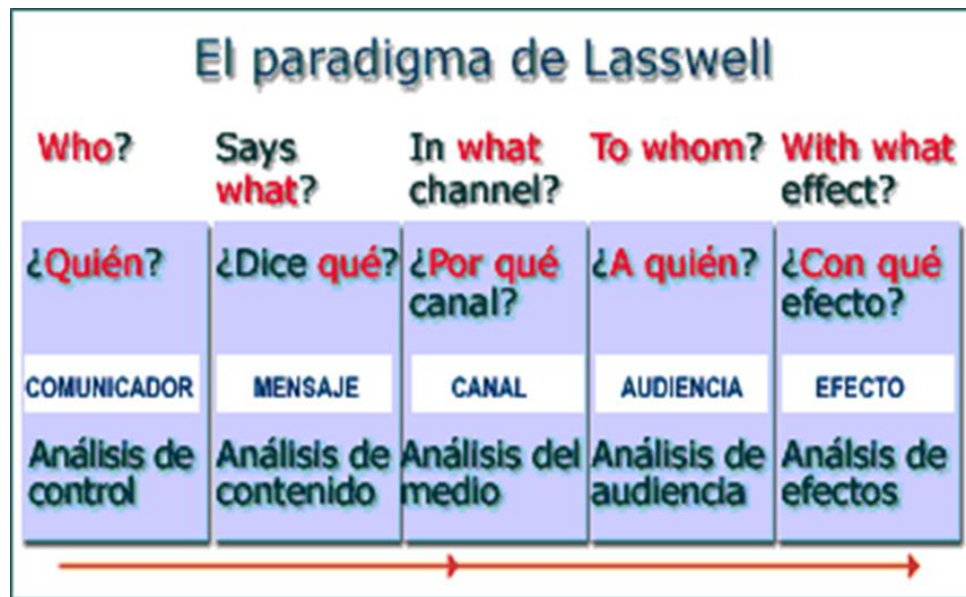 El paradigma de Lasswell
Who?
Says
what?
In what
channel?
To whom?
With what
effect?
¿Quién?
¿Dice qué?
¿Por qué
canal?
¿A quién?
¿Con qué
efecto?
COMUNICADOR
MENSAJE
CANAL
AUDIENCIA
EFECTO
Análisis de
control
Análisis de
contenido
Análisis del
medio
Análisis de
audiencia
Análsis de
efectos